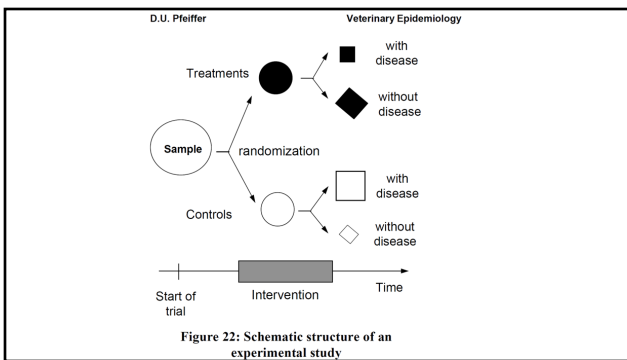 D.U. Pfeiffer
Veterinary Epidemiology
Treatments
with
disease
without
disease
Sample
randomization
Controls
with
disease
without
disease
Start of
trial
Intervention
Time
Figure 22: Schematic structure of an
experimental study